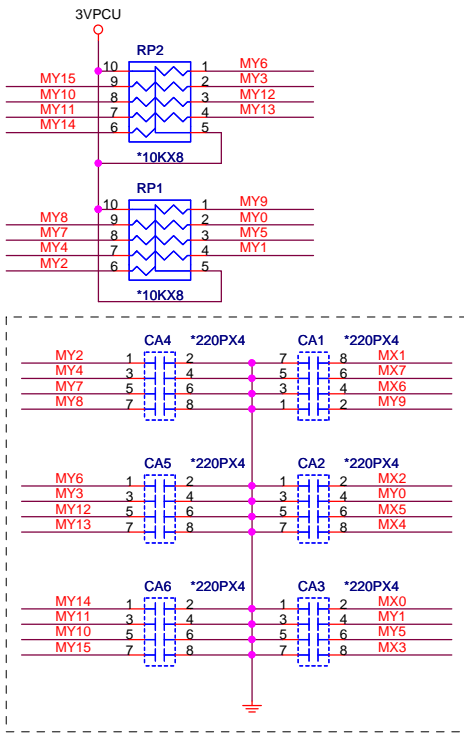 3VPCU
RP2
10 1 MY6
MY15 9 2 MY3
MY10 8 3 MY12
MY11 7 4 MY13
MY14 6 5
*10KX8
RP1
10 1 MY9
MY8 9 2 MY0
MY7 8 3 MY5
MY4 7 4 MY1
MY2 6 5
*10KX8
CA4 *220PX4 CA1 *220PX4
MY2 1 2 7 8 MX1
MY4 3 4 5 6 MX7
MY7 5 6 3 4 MX6
MY8 7 8 1 2 MY9
CA5 *220PX4 CA2 *220PX4
MY6 1 2 1 2 MX2
MY3 3 4 3 4 MY0
MY12 5 6 5 6 MX5
MY13 7 8 7 8 MX4
CA6 *220PX4 CA3 *220PX4
MY14 1 2 1 2 MX0
MY11 3 4 3 4 MY1
MY10 5 6 5 6 MY5
MY15 7 8 7 8 MX3